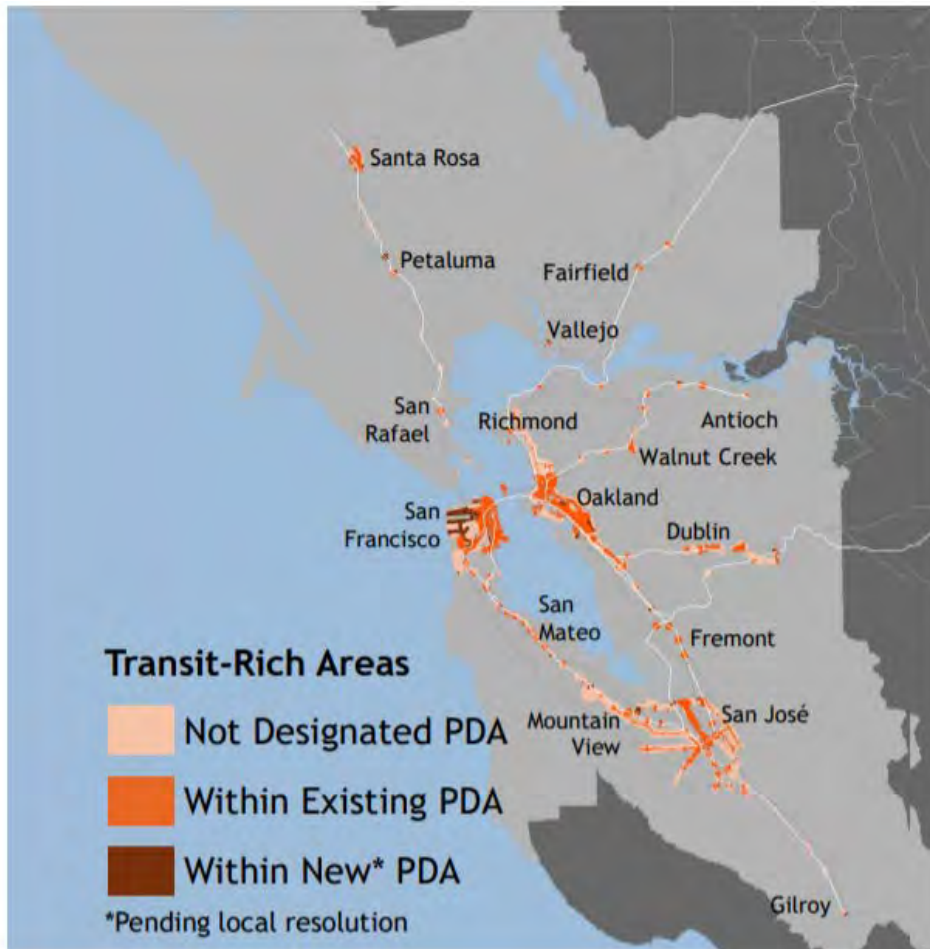 Santa Rosa
Petaluma
Fairfield
Vallejo
San
Rafael
Richmond
Antioch
Walnut Creek
Oakland
San
Francisco
Dublin
San
Mateo
Fremont
Transit-Rich Areas
Not Designated PDA
Mountain
View
San José
Within Existing PDA
Within New* PDA
*Pending local resolution
Gilroy